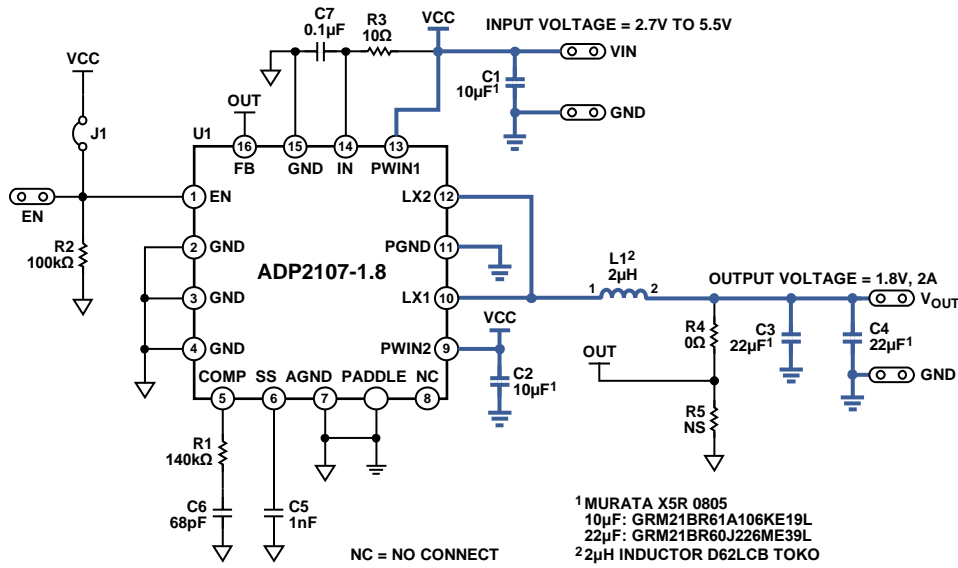 C7
0.1µF
R3
10Ω
VCC
INPUT VOLTAGE = 2.7V TO 5.5V
VIN
C1
10µF¹
GND
VCC
J1
OUT
U1
16
FB
15
GND
14
IN
13
PWIN1
EN
1
EN
LX2
12
R2
100kΩ
2
GND
PGND
11
ADP2107-1.8
3
GND
LX1
10
4
GND
PWIN2
9
VCC
C2
10µF¹
L1²
2µH
1
2
OUTPUT VOLTAGE = 1.8V, 2A
VOUT
R4
0Ω
C3
22µF¹
C4
22µF¹
GND
OUT
R5
NS
COMP
SS
AGND
PADDLE
NC
5
6
7
8
R1
140kΩ
C6
68pF
C5
1nF
NC = NO CONNECT
¹ MURATA X5R 0805
10µF: GRM21BR61A106KE19L
22µF: GRM21BR60J226ME39L
² 2µH INDUCTOR D62LCB TOKO